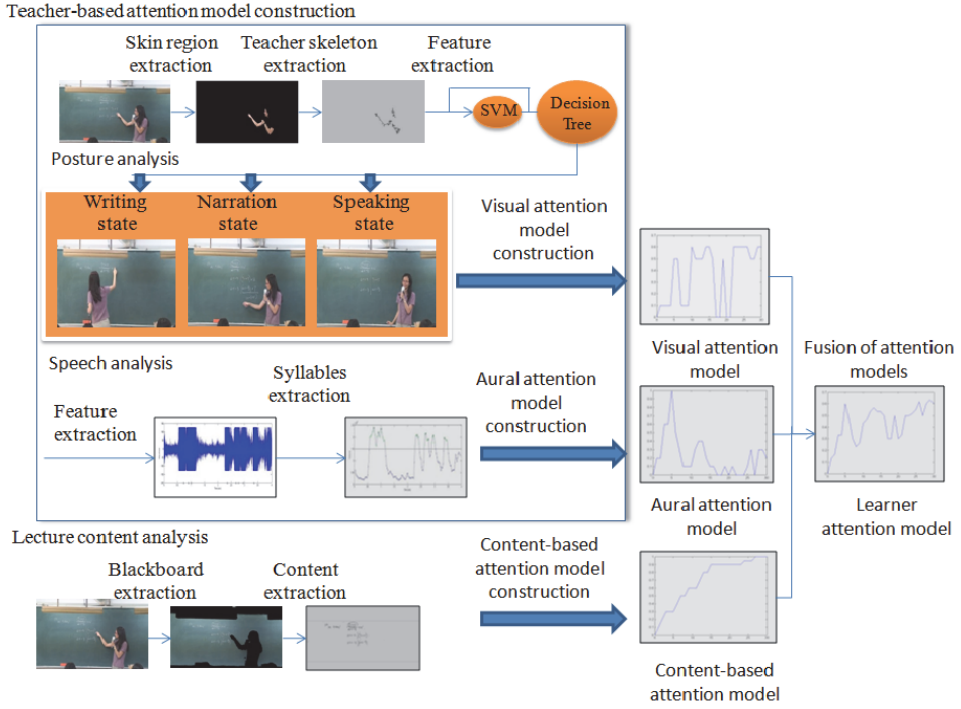 Teacher-based attention model construction
Skin region
extraction
Teacher skeleton
extraction
Feature
extraction
SVM
Decision
Tree
Posture analysis
Writing
state
Narration
state
Speaking
state
Visual attention
model
construction
Visual attention
model
Fusion of attention
models
Speech analysis
Feature
extraction
Syllables
extraction
Aural attention
model
construction
Aural attention
model
Learner
attention model
Lecture content analysis
Blackboard
extraction
Content
extraction
Content-based
attention model
construction
Content-based
attention model